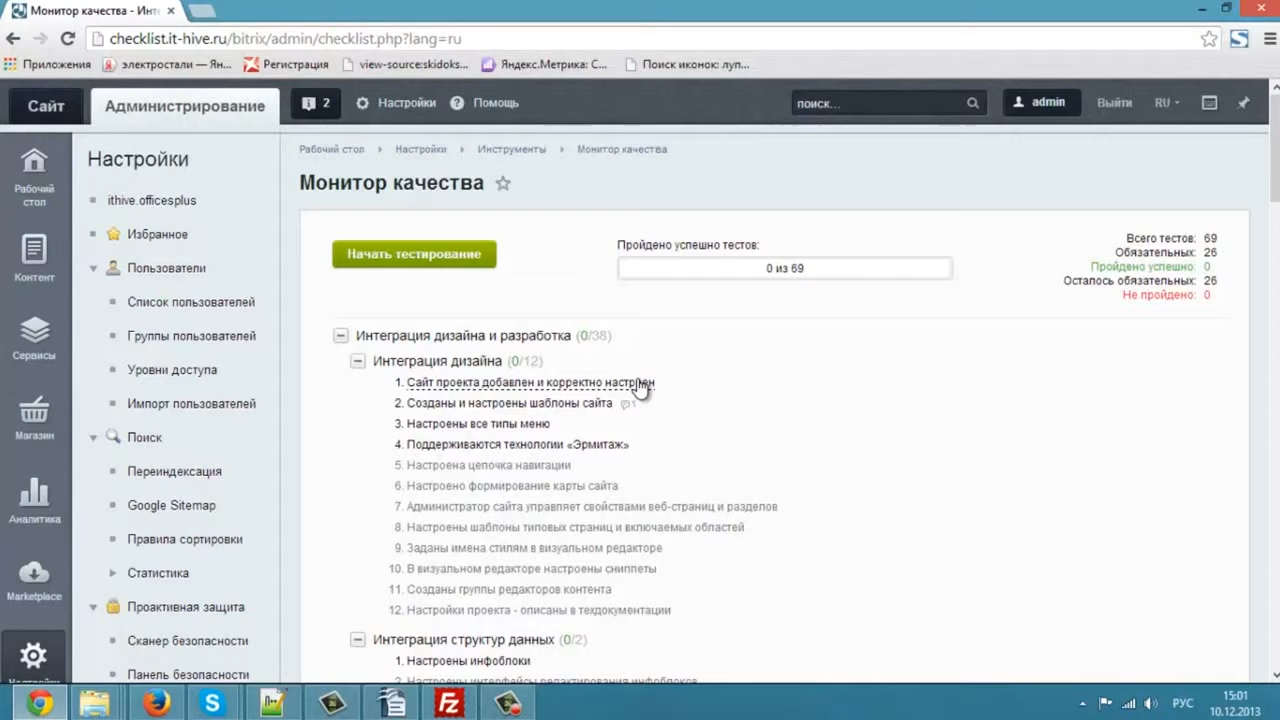 Монитор качества - Инте
checklist.it-hive.ru/bitrix/admin/checklist.php?lang=ru
Приложения
электростали — Ян...
Регистрация
view-source:skidoks...
Яндекс.Метрика: С...
Поиск иконок: луп...
Сайт
Администрирование
2
Настройки
Помощь
поиск...
admin
Выйти
RU
Рабочий стол
Контент
Сервисы
Магазин
Аналитика
Marketplace
Настройки
ithive.officesplus
Избранное
Пользователи
Список пользователей
Группы пользователей
Уровни доступа
Импорт пользователей
Поиск
Переиндексация
Google Sitemap
Правила сортировки
Статистика
Проактивная защита
Сканер безопасности
Панель безопасности
Рабочий стол
Настройки
Инструменты
Монитор качества
Монитор качества
Начать тестирование
Пройдено успешно тестов:
0 из 69
Всего тестов: 69
Обязательных: 26
Пройдено успешно: 0
Осталось обязательных: 26
Не пройдено: 0
Интеграция дизайна и разработка (0/38)
Интеграция дизайна (0/12)
1. Сайт проекта добавлен и корректно настроен
2. Созданы и настроены шаблоны сайта 1
3. Настроены все типы меню
4. Поддерживаются технологии «Эрмитаж»
5. Настроена цепочка навигации
6. Настроено формирование карты сайта
7. Администратор сайта управляет свойствами веб-страниц и разделов
8. Настроены шаблоны типовых страниц и включаемых областей
9. Заданы имена стилям в визуальном редакторе
10. В визуальном редакторе настроены сниппеты
11. Созданы группы редакторов контента
12. Настройки проекта - описаны в техдокументации
Интеграция структур данных (0/2)
1. Настроены инфоблоки
2. Настроены интерфейсы редактирования инфоблоков
РУС
15:01
10.12.2013